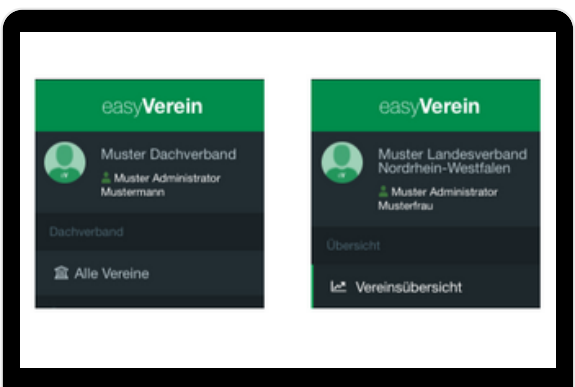 easyVerein
Muster Dachverband
Muster Administrator
Mustermann
Dachverband
Alle Vereine
easyVerein
Muster Landesverband
Nordrhein-Westfalen
Muster Administrator
Musterfrau
Übersicht
Vereinsübersicht